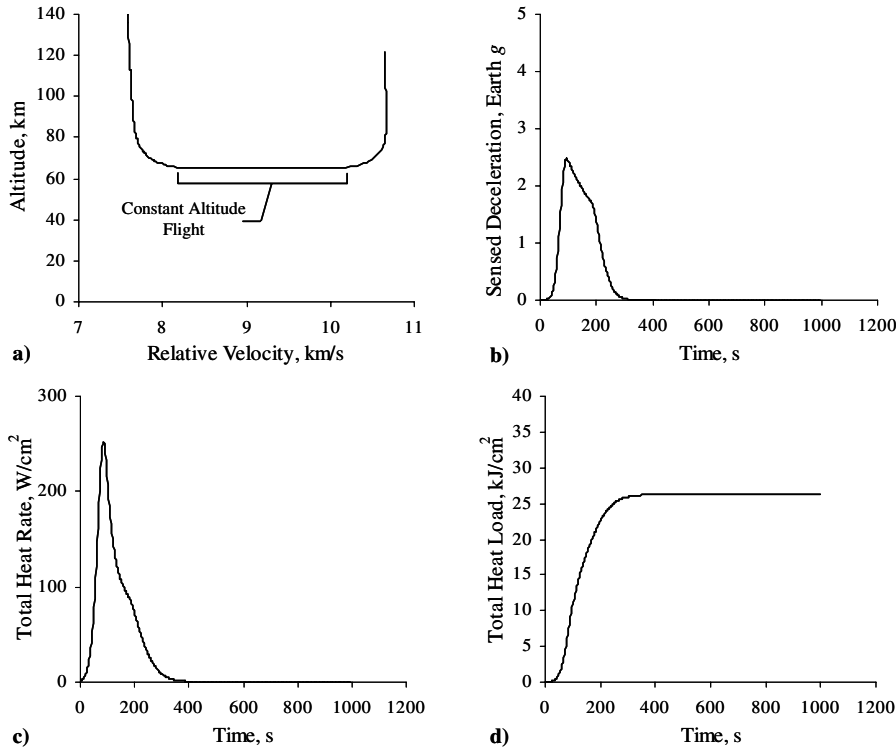 140
120
100
80
60
40
20
0
Altitude, km
Constant Altitude
Flight
7 8 9 10 11
Relative Velocity, km/s
a)
5
4
3
2
1
0
Sensed Deceleration, Earth g
0 200 400 600 800 1000 1200
Time, s
b)
300
200
100
0
Total Heat Rate, W/cm²
0 200 400 600 800 1000 1200
Time, s
c)
40
35
30
25
20
15
10
5
0
Total Heat Load, kJ/cm²
0 200 400 600 800 1000 1200
Time, s
d)